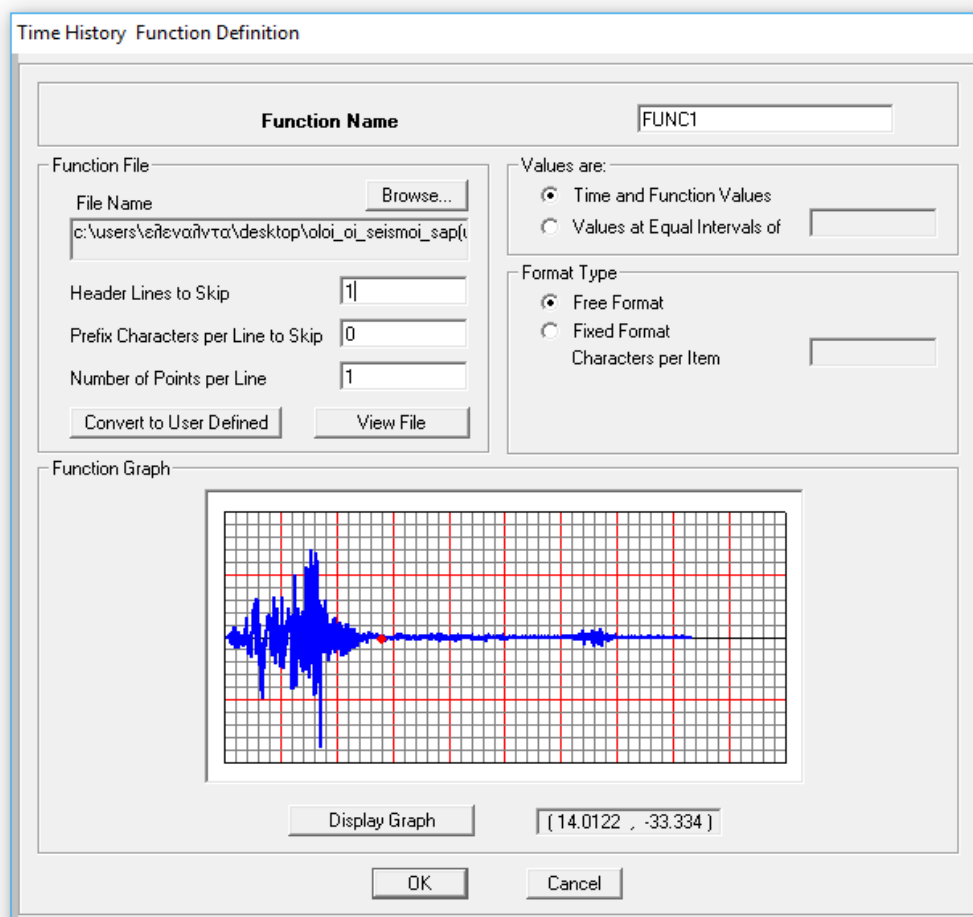 Time History Function Definition
Function Name
FUNC1
Function File
File Name
Browse...
c:\users\ελεναλντα\desktop\oloi_oi_seismoi_sap(u
Header Lines to Skip
1
Prefix Characters per Line to Skip
0
Number of Points per Line
1
Convert to User Defined
View File
Values are:
Time and Function Values
Values at Equal Intervals of
Format Type
Free Format
Fixed Format
Characters per Item
Function Graph
Display Graph
( 14.0122 , -33.334 )
OK
Cancel